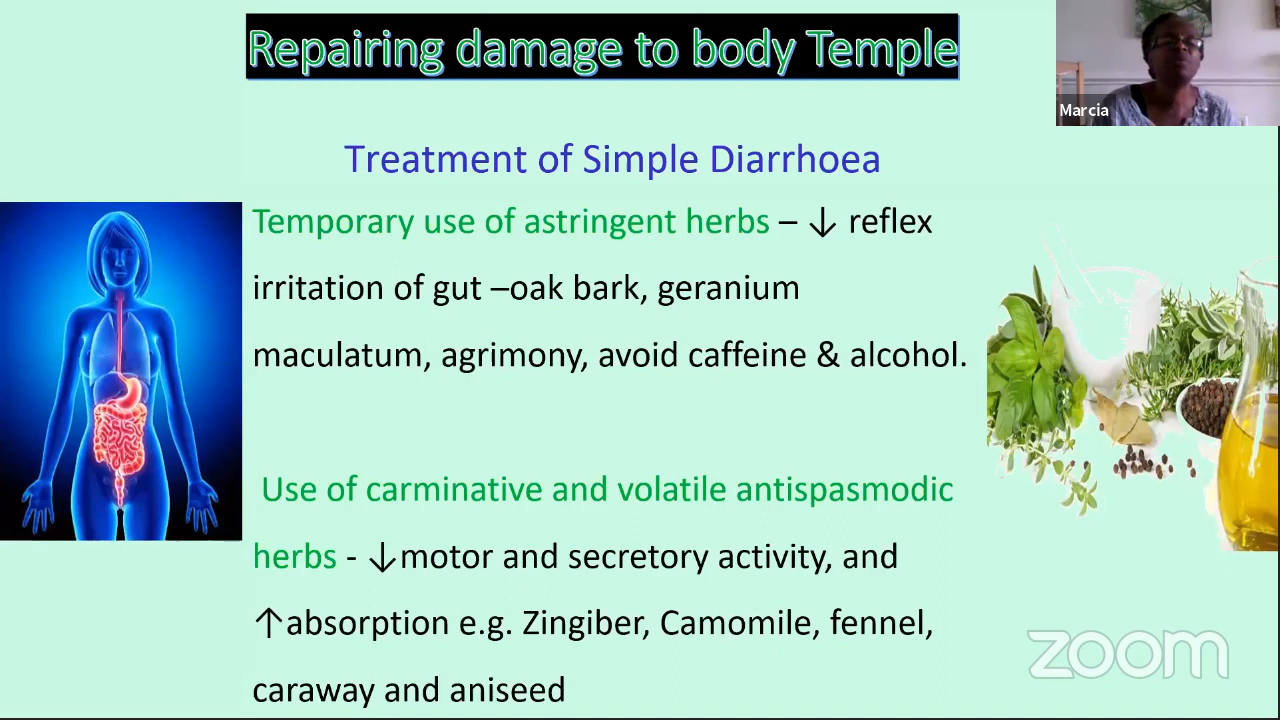 Repairing damage to body Temple
Marcia
Treatment of Simple Diarrhoea
Temporary use of astringent herbs – ↓ reflex
irritation of gut –oak bark, geranium
maculatum, agrimony, avoid caffeine & alcohol.
Use of carminative and volatile antispasmodic
herbs - ↓motor and secretory activity, and
↑absorption e.g. Zingiber, Camomile, fennel,
caraway and aniseed
zoom